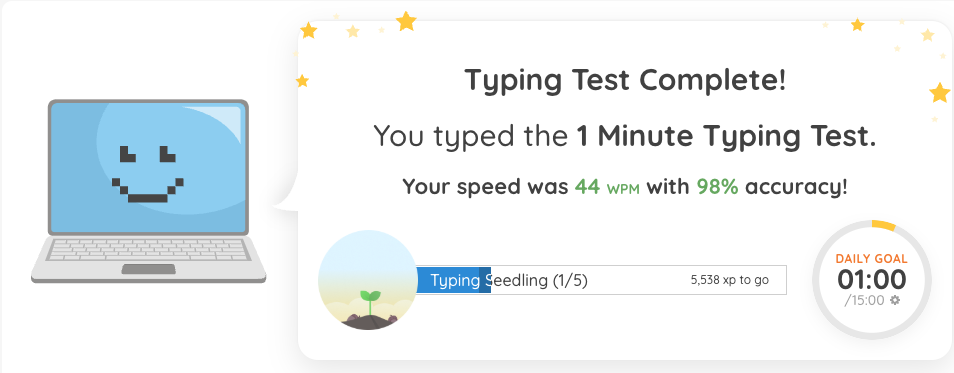 Typing Test Complete!
You typed the 1 Minute Typing Test.
Your speed was 44 WPM with 98% accuracy!
Typing Seedling (1/5)
5,538 xp to go
DAILY GOAL
01:00
/15:00